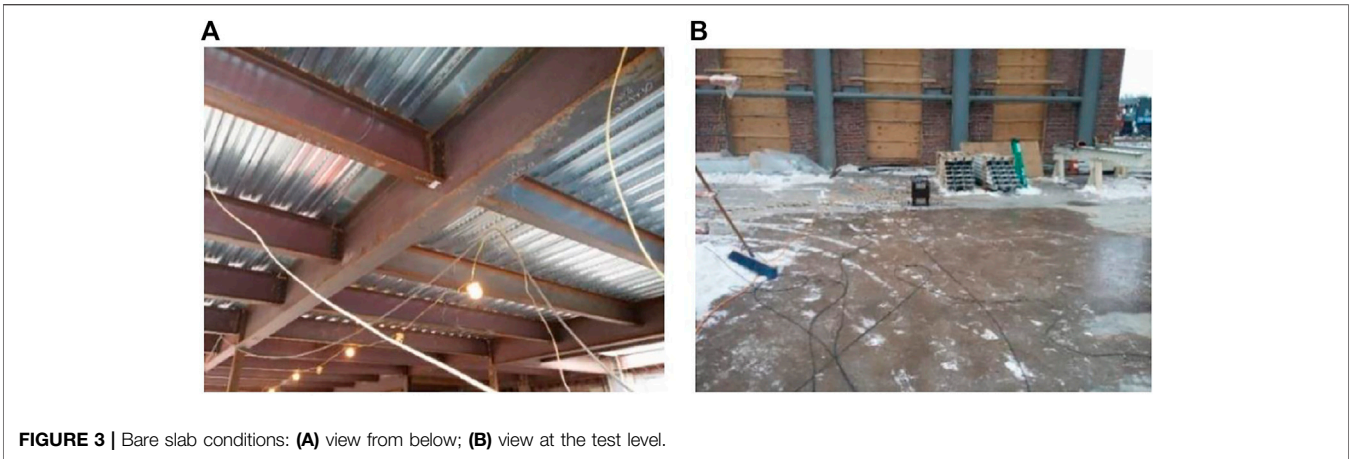 A
B
FIGURE 3 | Bare slab conditions: (A) view from below; (B) view at the test level.